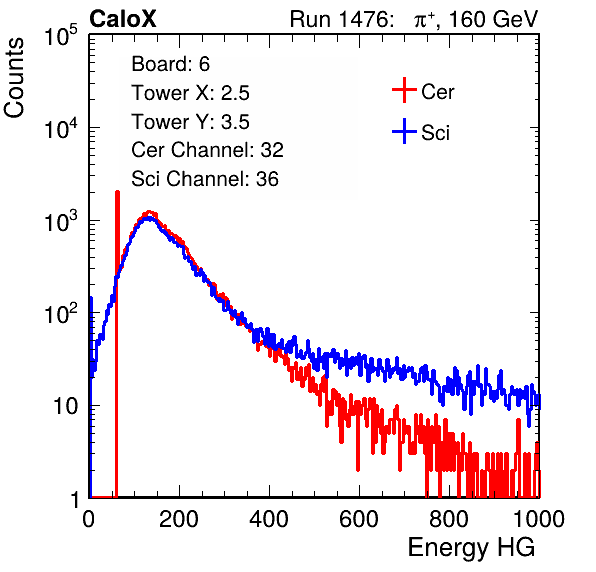 CaloX Run 1476: π⁺, 160 GeV
Counts
Board: 6
Tower X: 2.5
Tower Y: 3.5
Cer Channel: 32
Sci Channel: 36
Cer
Sci
10⁵
10⁴
10³
10²
10
1
0 200 400 600 800 1000
Energy HG